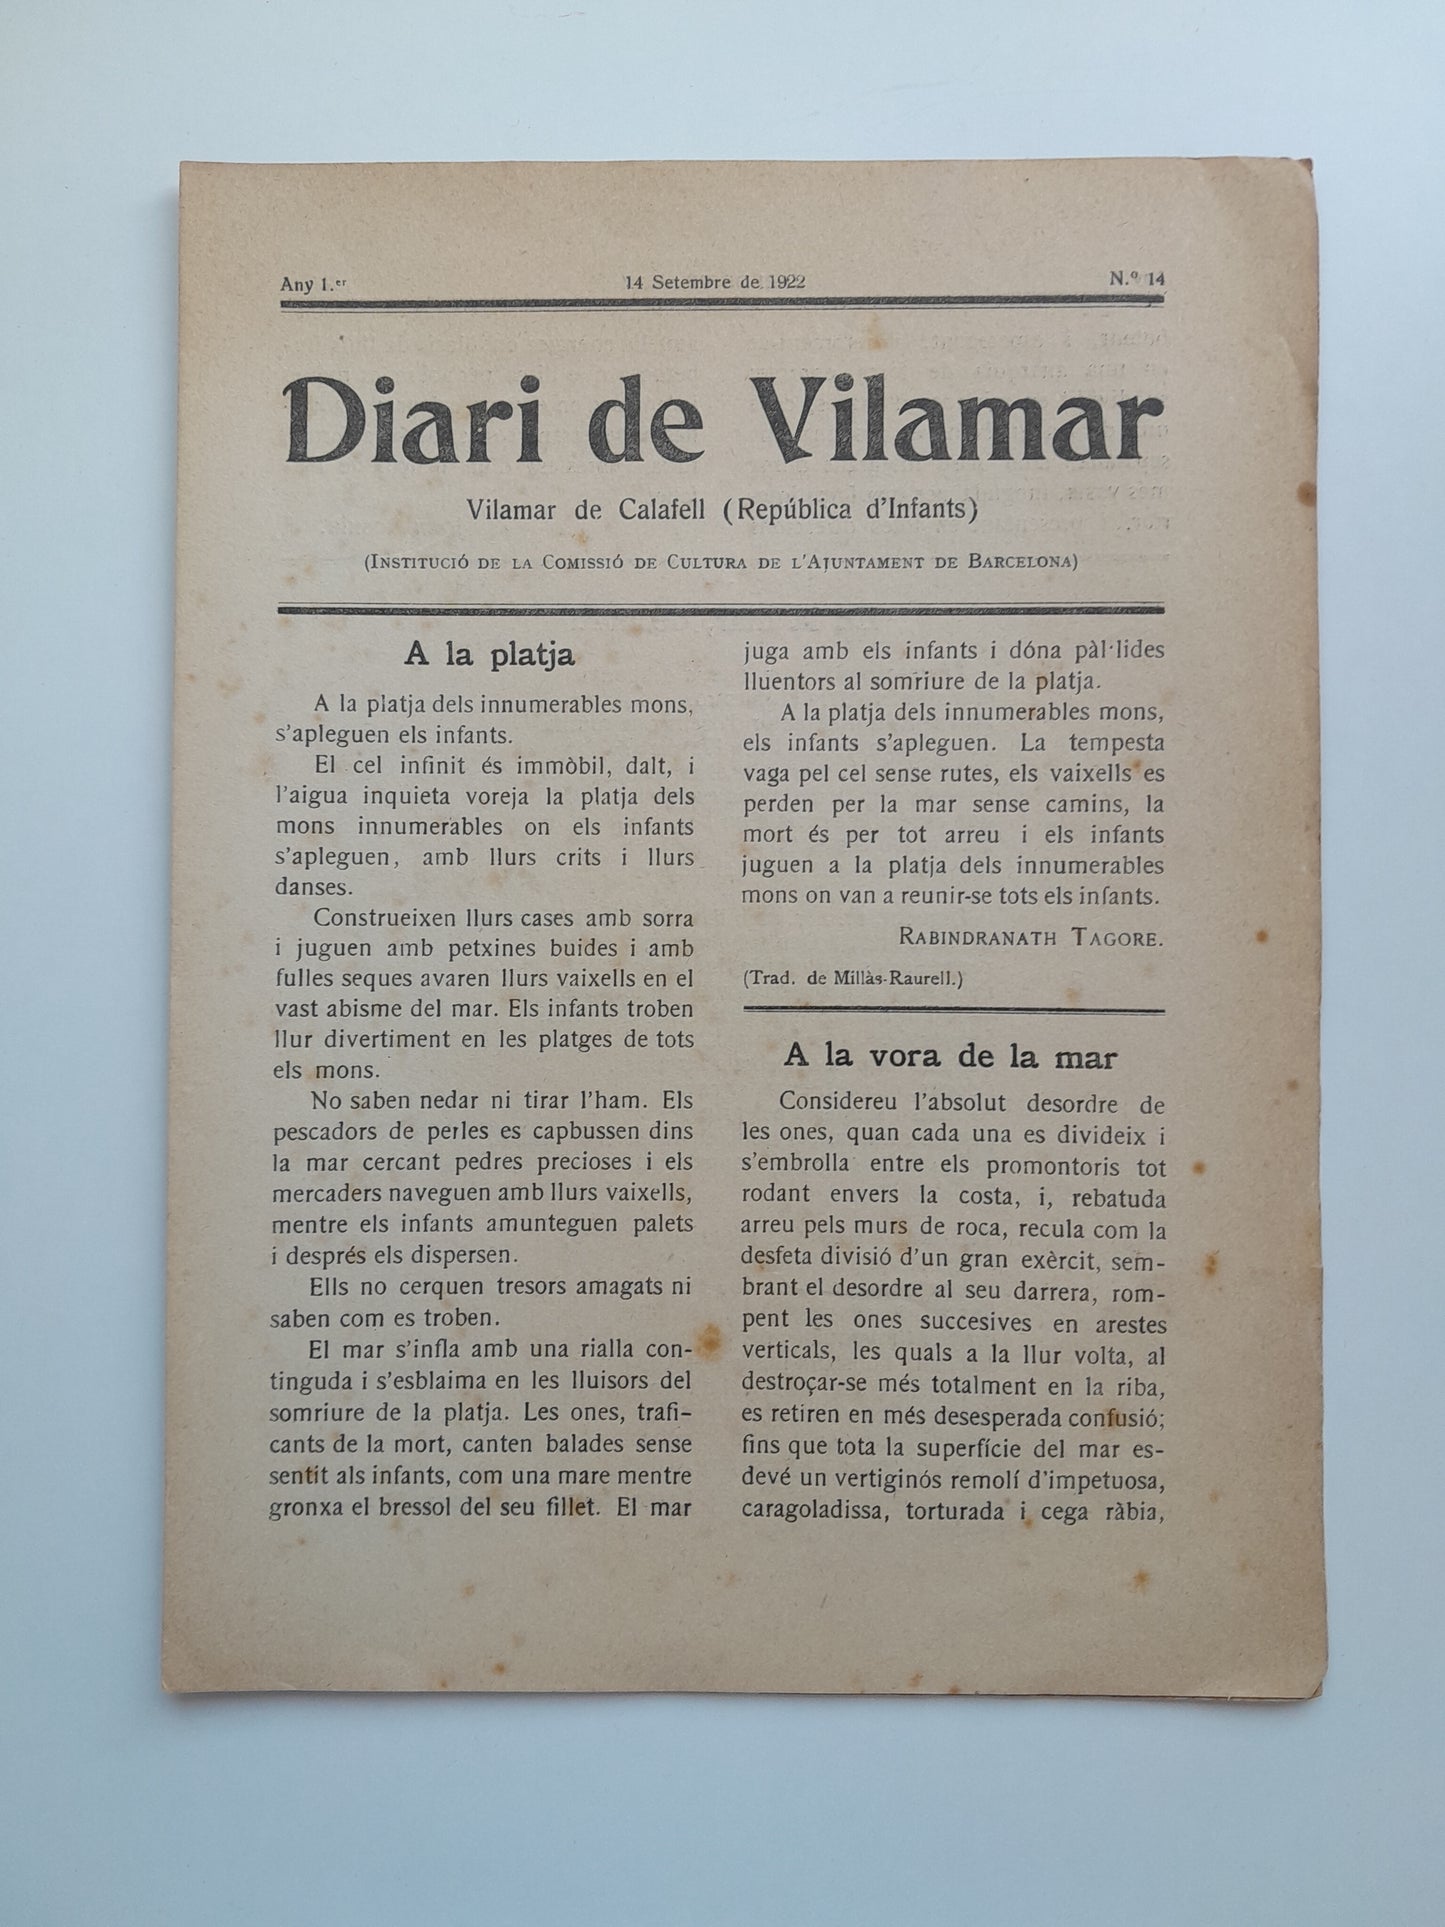 Any 1.er
14 Setembre de 1922
N.º 14
Diari de Vilamar
Vilamar de Calafell (República d'Infants)
(Institució de la Comissió de Cultura de l'Ajuntament de Barcelona)
A la platja
A la platja dels innumerables mons,
s'apleguen els infants.
El cel infinit és immòbil, dalt, i
l'aigua inquieta voreja la platja dels
mons innumerables on els infants
s'apleguen, amb llurs crits i llurs
danses.
Construeixen llurs cases amb sorra
i juguen amb petxines buides i amb
fulles seques avaren llurs vaixells en el
vast abisme del mar. Els infants troben
llur divertiment en les platges de tots
els mons.
No saben nedar ni tirar l'ham. Els
pescadors de perles es capbussen dins
la mar cercant pedres precioses i els
mercaders naveguen amb llurs vaixells,
mentre els infants amunteguen palets
i després els dispersen.
Ells no cerquen tresors amagats ni
saben com es troben.
El mar s'infla amb una rialla con-
tinguda i s'esblaima en les lluisors del
somriure de la platja. Les ones, trafi-
cants de la mort, canten balades sense
sentit als infants, com una mare mentre
gronxa el bressol del seu fillet. El mar
juga amb els infants i dóna pàl·lides
lluentors al somriure de la platja.
A la platja dels innumerables mons,
els infants s'apleguen. La tempesta
vaga pel cel sense rutes, els vaixells es
perden per la mar sense camins, la
mort és per tot arreu i els infants
juguen a la platja dels innumerables
mons on van a reunir-se tots els infants.
Rabindranath Tagore.
(Trad. de Millàs-Raurell.)
A la vora de la mar
Considereu l'absolut desordre de
les ones, quan cada una es divideix i
s'embrolla entre els promontoris tot
rodant envers la costa, i, rebatuda
arreu pels murs de roca, recula com la
desfeta divisió d'un gran exèrcit, sem-
brant el desordre al seu darrera, rom-
pent les ones succesives en arestes
verticals, les quals a la llur volta, al
destroçar-se més totalment en la riba,
es retiren en més desesperada confusió;
fins que tota la superfície del mar es-
devé un vertiginós remolí d'impetuosa,
caragoladissa, torturada i cega ràbia,